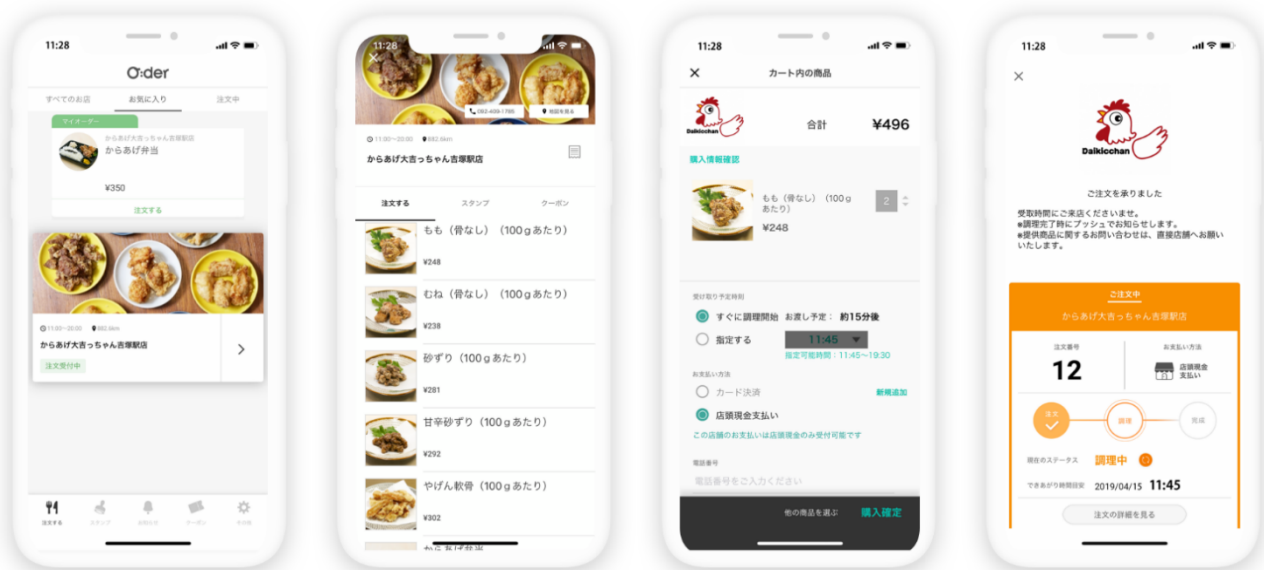 11:28
O:der
すべてのお店
お気に入り
注文中
マイオーダー
からあげ大吉っちゃん吉塚駅店
からあげ弁当
¥350
注文する
11:00〜20:00
682.6km
からあげ大吉っちゃん吉塚駅店
注文受付中
注文する
スタンプ
お知らせ
クーポン
その他
11:28
地図を見る
11:00〜20:00
682.6km
からあげ大吉っちゃん吉塚駅店
注文する
スタンプ
クーポン
もも（骨なし）（100gあたり）
¥248
むね（骨なし）（100gあたり）
¥238
砂ずり（100gあたり）
¥281
甘辛砂ずり（100gあたり）
¥292
やげん軟骨（100gあたり）
¥302
からあげ弁当
11:28
カート内の商品
Daikicchan
合計
¥496
購入情報確認
もも（骨なし）（100g
あたり）
2
¥248
受け取り予定時刻
すぐに調理開始 お渡し予定： 約15分後
指定する
11:45
指定可能時間：11:45〜19:30
お支払い方法
カード決済
新規追加
店頭現金支払い
この店舗のお支払いは店頭現金のみ受付可能です
電話番号
電話番号をご入力ください
他の商品を選ぶ
購入確定
11:28
Daikicchan
ご注文を承りました
受取時間にご来店くださいませ。
※調理完了時にプッシュでお知らせします。
※提供商品に関するお問い合わせは、直接店舗へお願い
いたします。
ご注文中
からあげ大吉っちゃん吉塚駅店
注文番号
12
お支払い方法
店頭現金
支払い
注文
調理
完成
現在のステータス
調理中
できあがり時間目安
2019/04/15 11:45
注文の詳細を見る